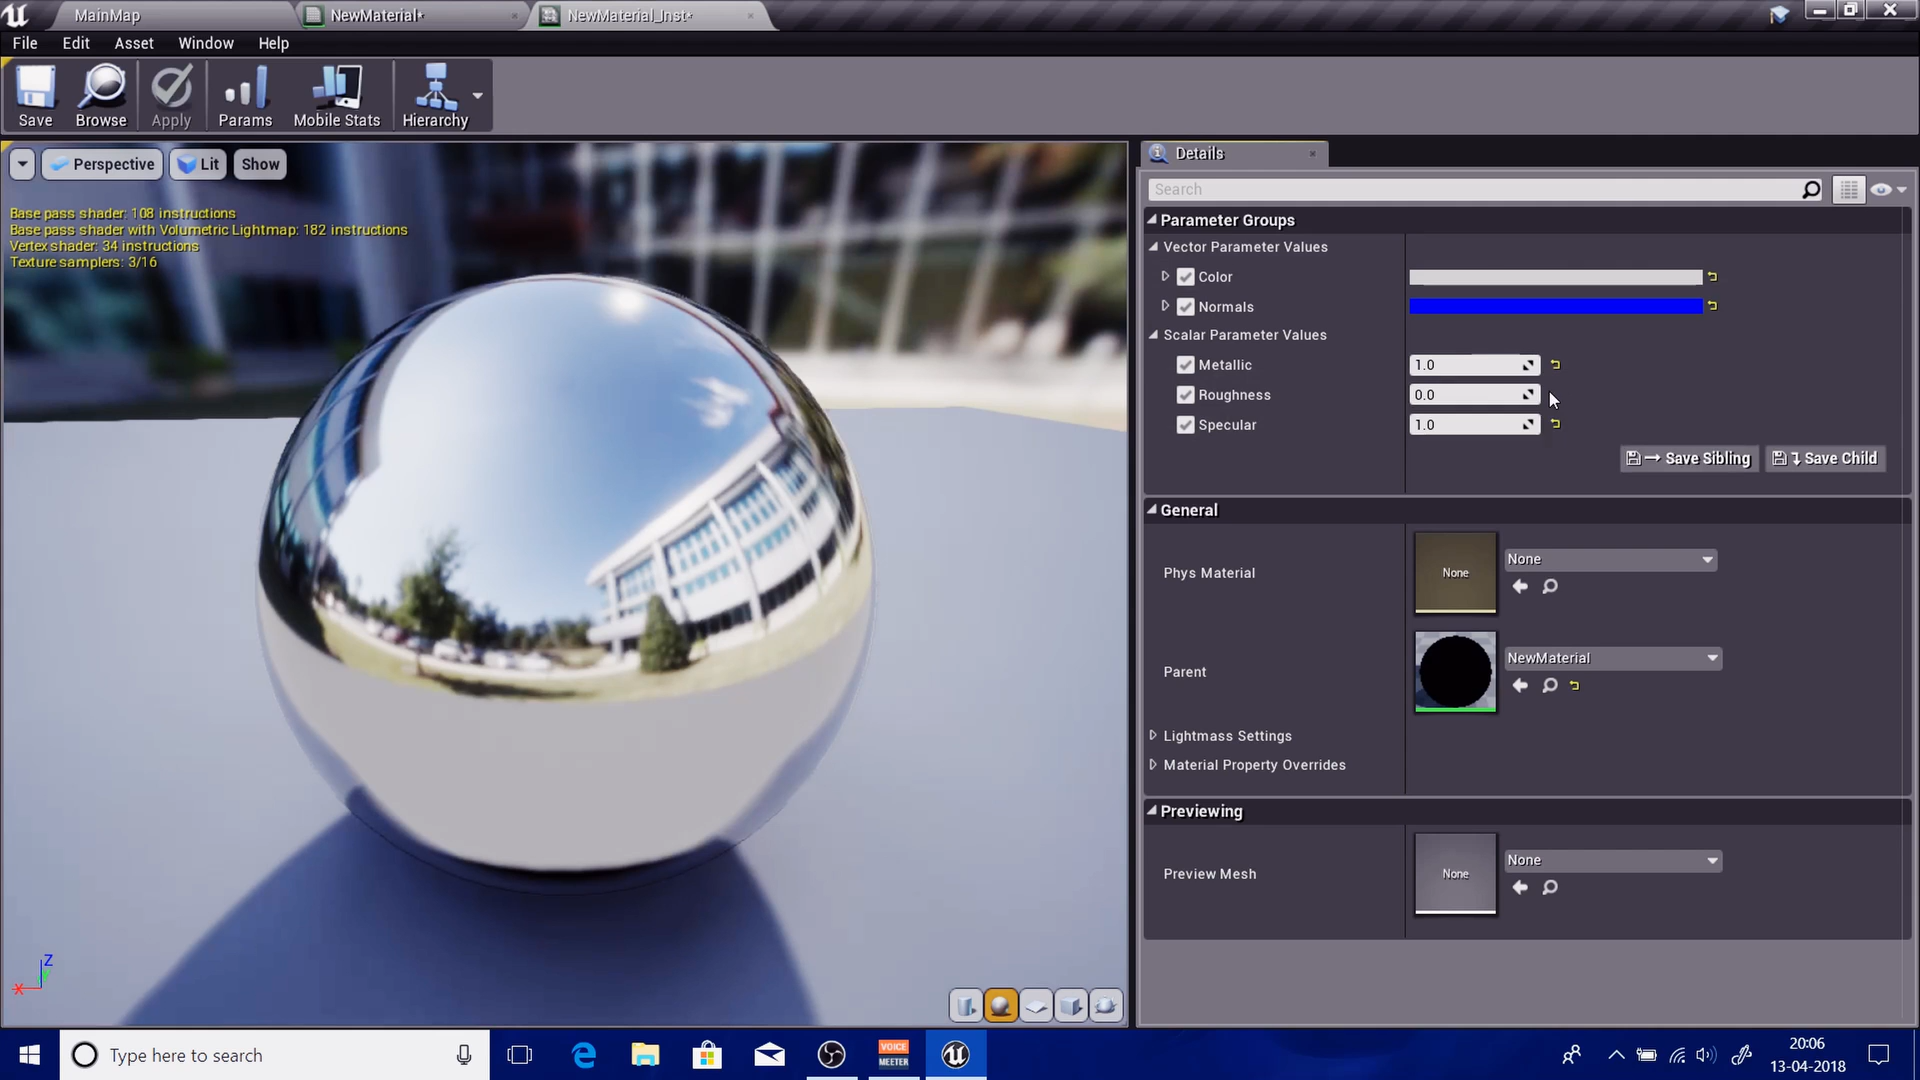 MainMap
NewMaterial*
NewMaterial_Inst*
File Edit Asset Window Help
Save Browse Apply Params Mobile Stats Hierarchy
Perspective Lit Show
Base pass shader: 108 instructions
Base pass shader with Volumetric Lightmap: 182 instructions
Vertex shader: 34 instructions
Texture samplers: 3/16
Z
X
Details
Search
Parameter Groups
Vector Parameter Values
Color
Normals
Scalar Parameter Values
Metallic 1.0
Roughness 0.0
Specular 1.0
Save Sibling Save Child
General
Phys Material None None
Parent NewMaterial
Lightmass Settings
Material Property Overrides
Previewing
Preview Mesh None None
Type here to search
VOICE
MEETER
20:06
13-04-2018